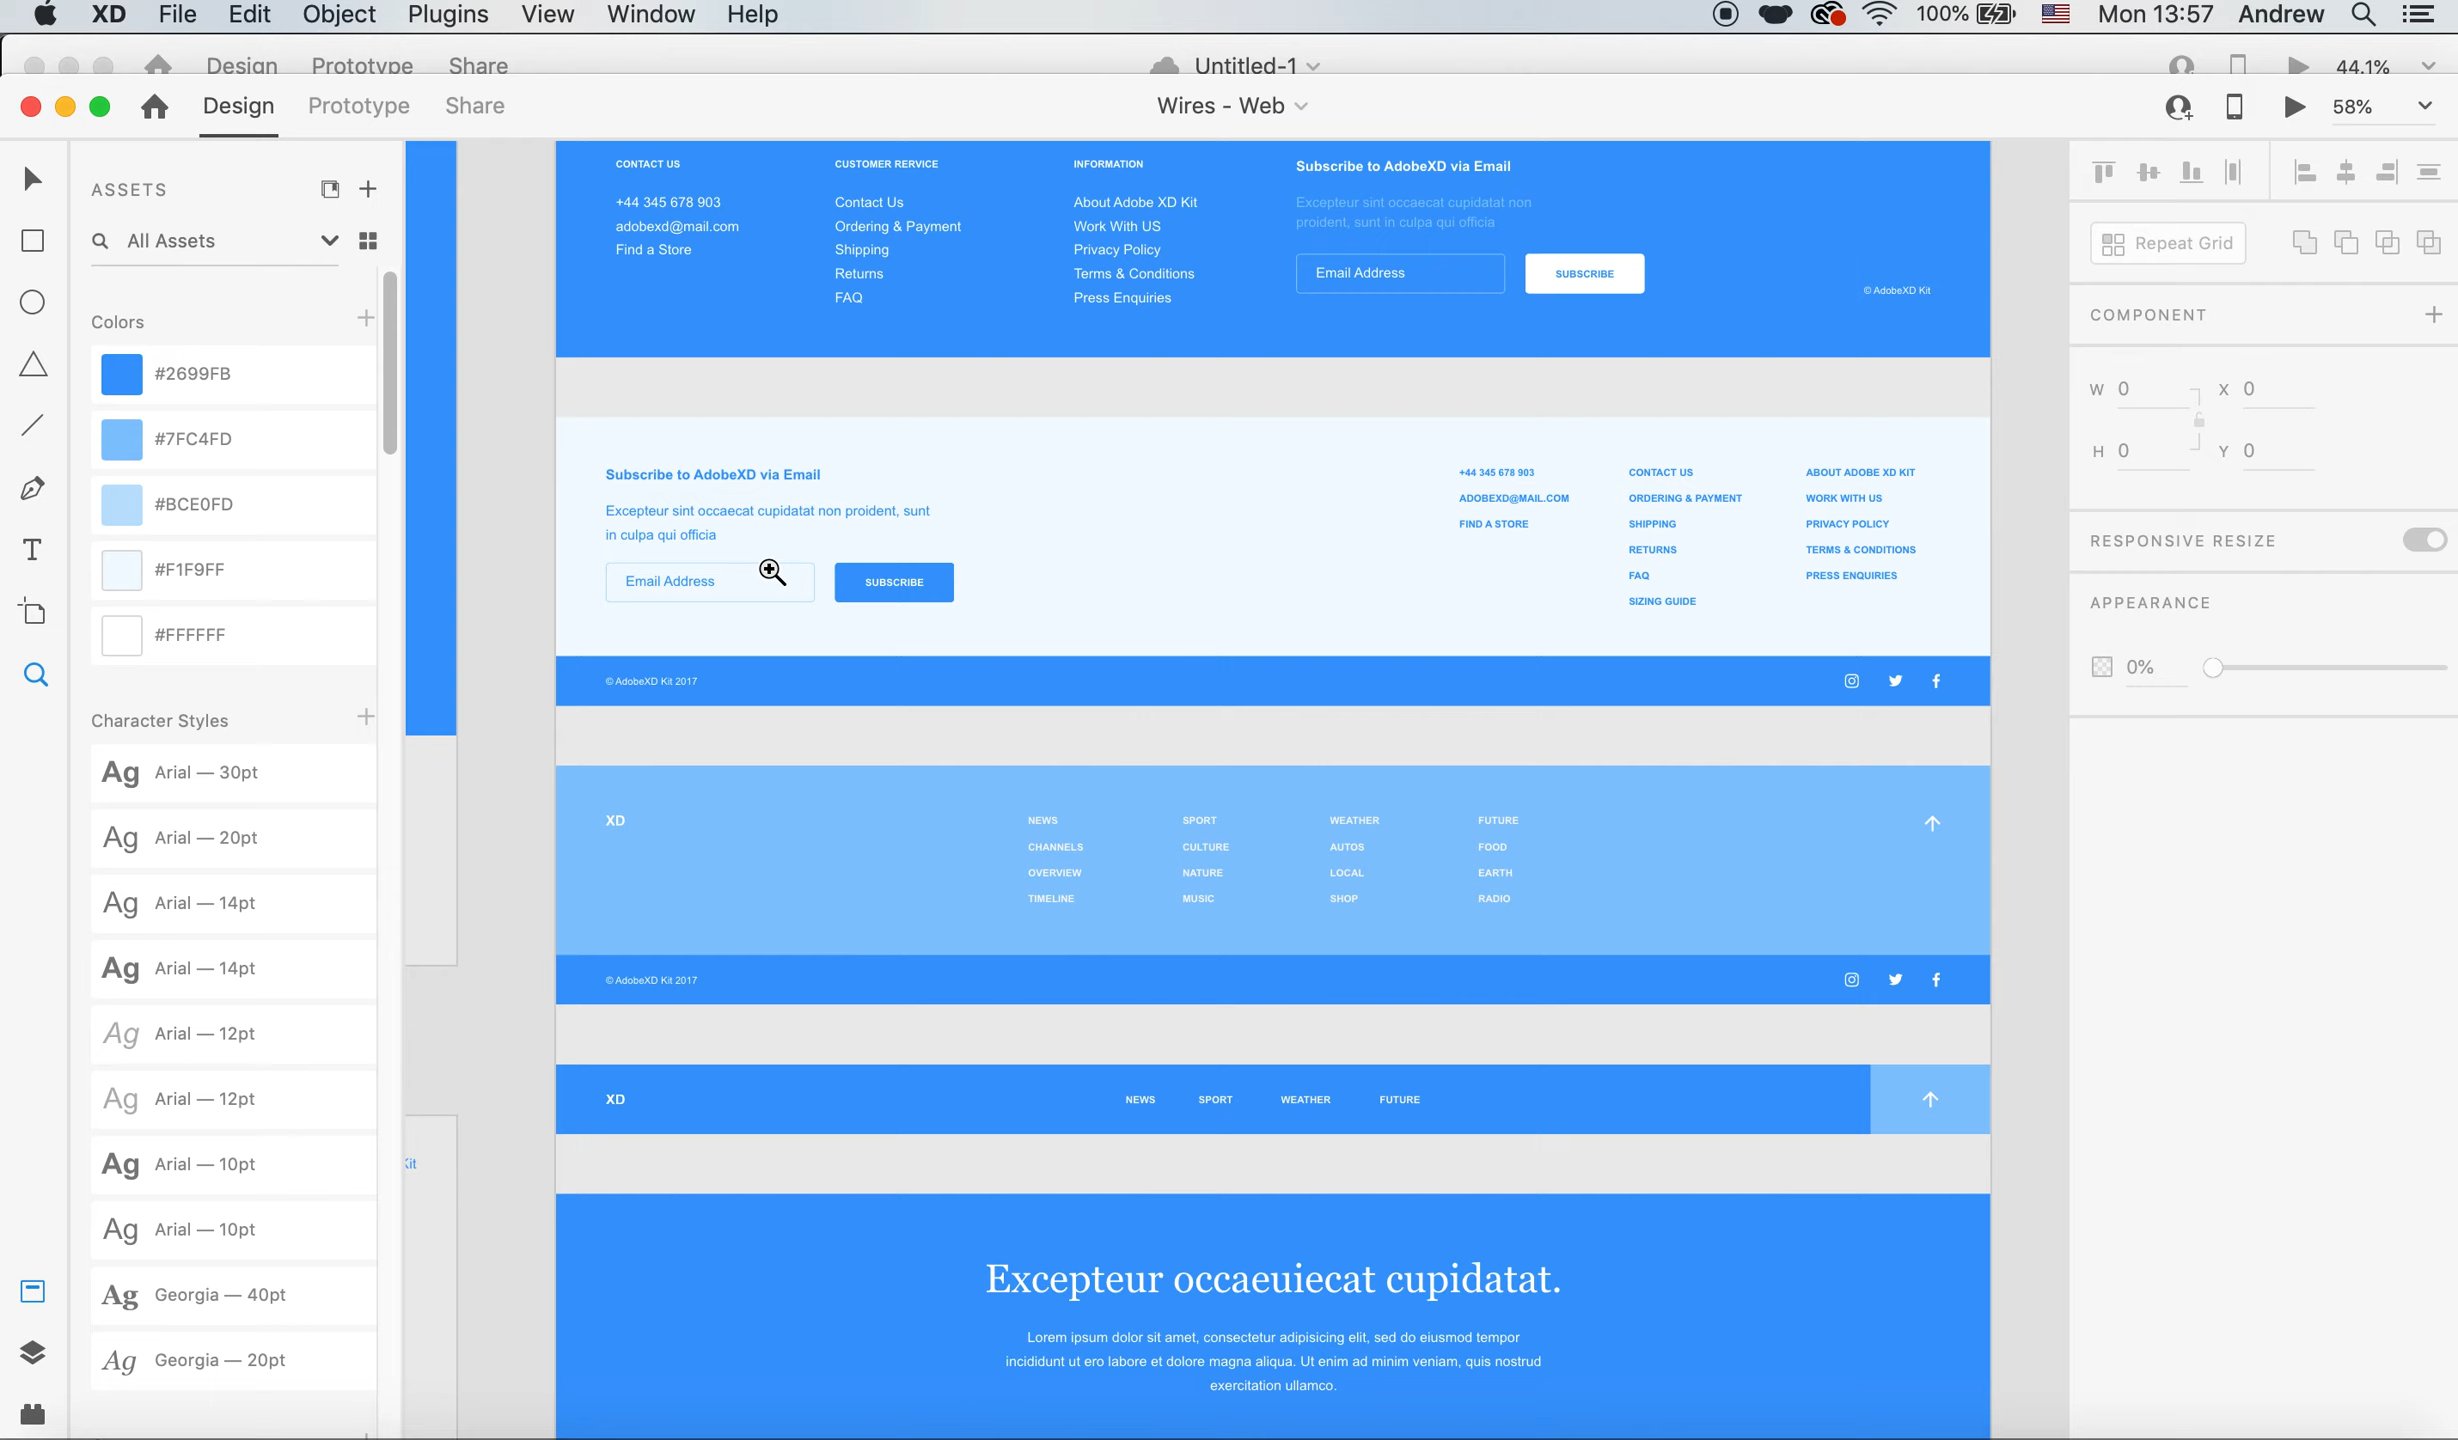 XD File Edit Object Plugins View Window Help 100% Mon 13:57 Andrew
Design Prototype Share Untitled-1 44.1%
Design Prototype Share Wires - Web 58%
ASSETS
All Assets
Colors
#2699FB
#7FC4FD
#BCE0FD
#F1F9FF
#FFFFFF
Character Styles
Ag Arial — 30pt
Ag Arial — 20pt
Ag Arial — 14pt
Ag Arial — 14pt
Ag Arial — 12pt
Ag Arial — 12pt
Ag Arial — 10pt
Ag Arial — 10pt
Ag Georgia — 40pt
Ag Georgia — 20pt
Kit
CONTACT US
+44 345 678 903
adobexd@mail.com
Find a Store
CUSTOMER RERVICE
Contact Us
Ordering & Payment
Shipping
Returns
FAQ
INFORMATION
About Adobe XD Kit
Work With US
Privacy Policy
Terms & Conditions
Press Enquiries
Subscribe to AdobeXD via Email
Excepteur sint occaecat cupidatat non
proident, sunt in culpa qui officia
Email Address
SUBSCRIBE
© AdobeXD Kit
Subscribe to AdobeXD via Email
Excepteur sint occaecat cupidatat non proident, sunt
in culpa qui officia
Email Address
SUBSCRIBE
+44 345 678 903
ADOBEXD@MAIL.COM
FIND A STORE
CONTACT US
ORDERING & PAYMENT
SHIPPING
RETURNS
FAQ
SIZING GUIDE
ABOUT ADOBE XD KIT
WORK WITH US
PRIVACY POLICY
TERMS & CONDITIONS
PRESS ENQUIRIES
© AdobeXD Kit 2017
XD
NEWS
CHANNELS
OVERVIEW
TIMELINE
SPORT
CULTURE
NATURE
MUSIC
WEATHER
AUTOS
LOCAL
SHOP
FUTURE
FOOD
EARTH
RADIO
© AdobeXD Kit 2017
XD NEWS SPORT WEATHER FUTURE
Excepteur occaeuiecat cupidatat.
Lorem ipsum dolor sit amet, consectetur adipisicing elit, sed do eiusmod tempor
incididunt ut ero labore et dolore magna aliqua. Ut enim ad minim veniam, quis nostrud
exercitation ullamco.
Repeat Grid
COMPONENT
W 0 X 0
H 0 Y 0
RESPONSIVE RESIZE
APPEARANCE
0%